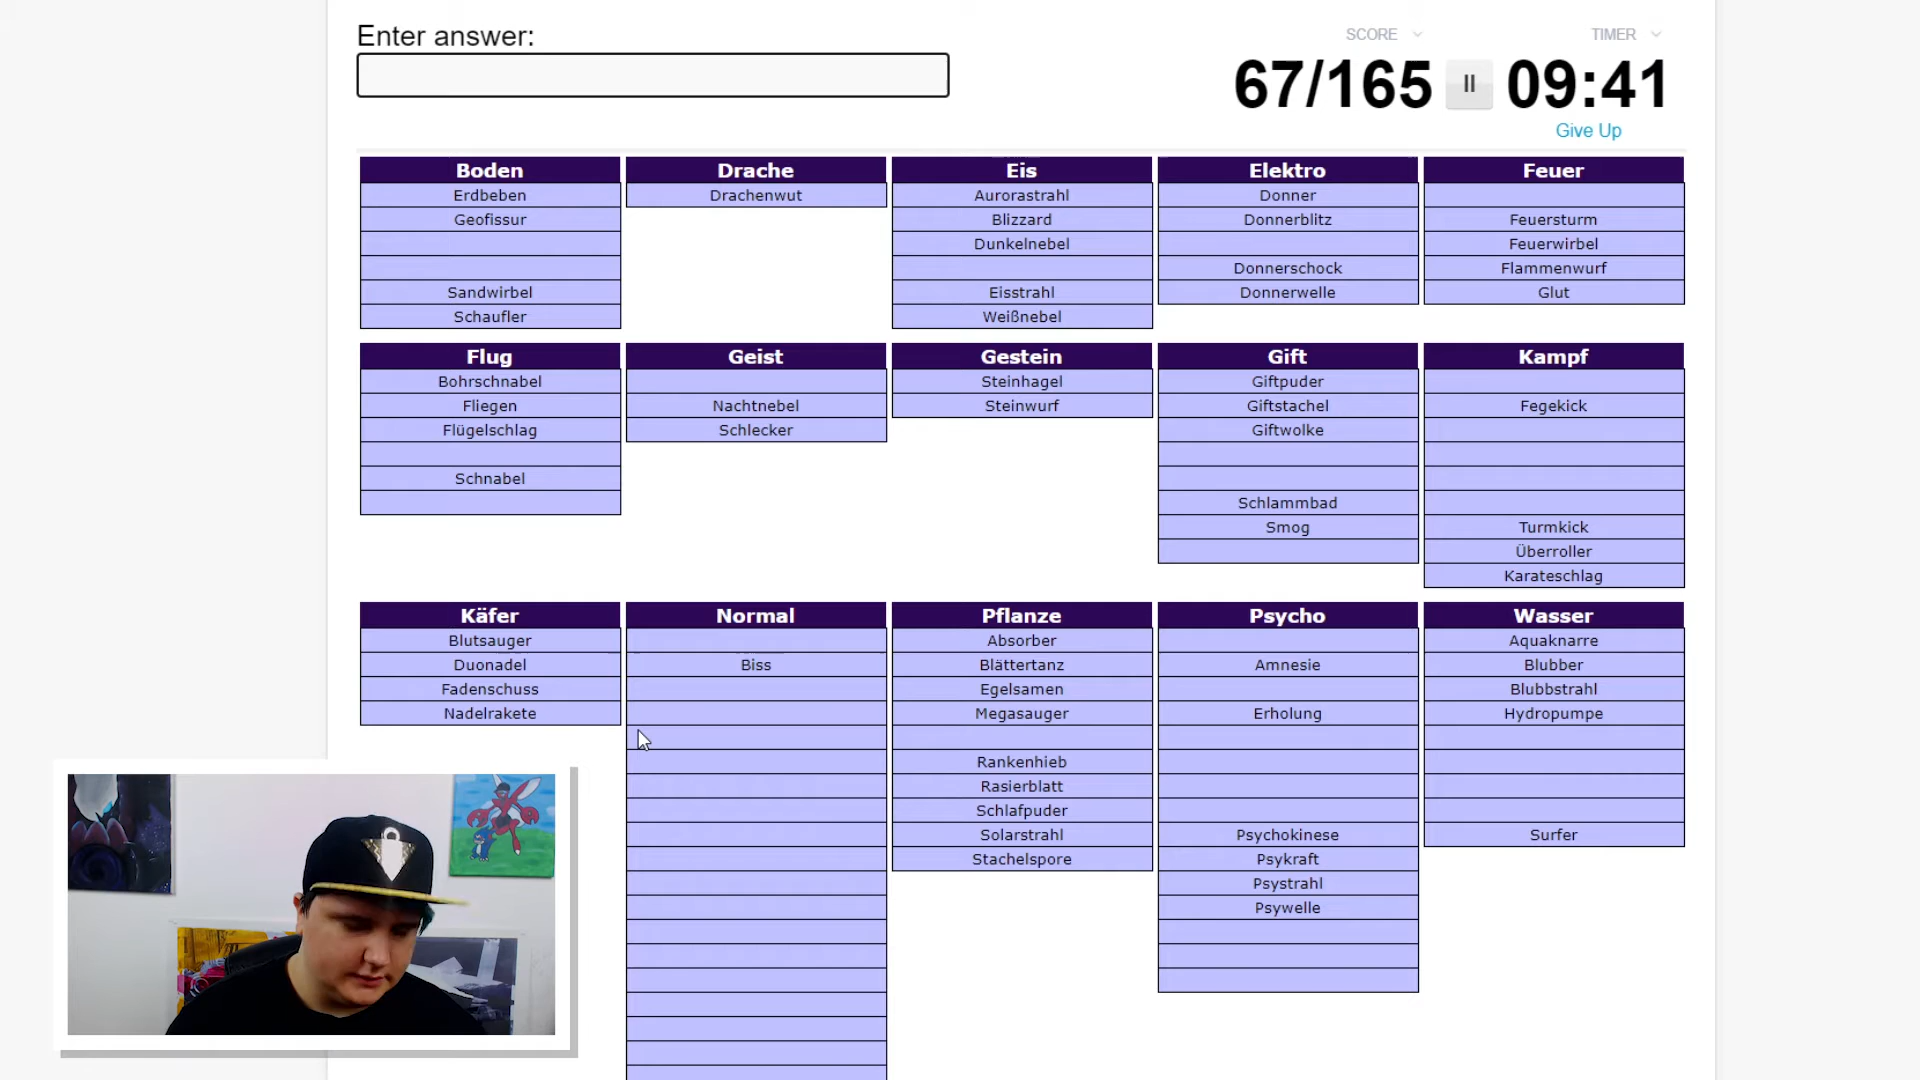 Enter answer:
SCORE
TIMER
67/165
09:41
Give Up
Boden
Erdbeben
Geofissur
Sandwirbel
Schaufler
Drache
Drachenwut
Eis
Aurorastrahl
Blizzard
Dunkelnebel
Eisstrahl
Weißnebel
Elektro
Donner
Donnerblitz
Donnerschock
Donnerwelle
Feuer
Feuersturm
Feuerwirbel
Flammenwurf
Glut
Flug
Bohrschnabel
Fliegen
Flügelschlag
Schnabel
Geist
Nachtnebel
Schlecker
Gestein
Steinhagel
Steinwurf
Gift
Giftpuder
Giftstachel
Giftwolke
Schlammbad
Smog
Kampf
Fegekick
Turmkick
Überroller
Karateschlag
Käfer
Blutsauger
Duonadel
Fadenschuss
Nadelrakete
Normal
Biss
Pflanze
Absorber
Blättertanz
Egelsamen
Megasauger
Rankenhieb
Rasierblatt
Schlafpuder
Solarstrahl
Stachelspore
Psycho
Amnesie
Erholung
Psychokinese
Psykraft
Psystrahl
Psywelle
Wasser
Aquaknarre
Blubber
Blubbstrahl
Hydropumpe
Surfer